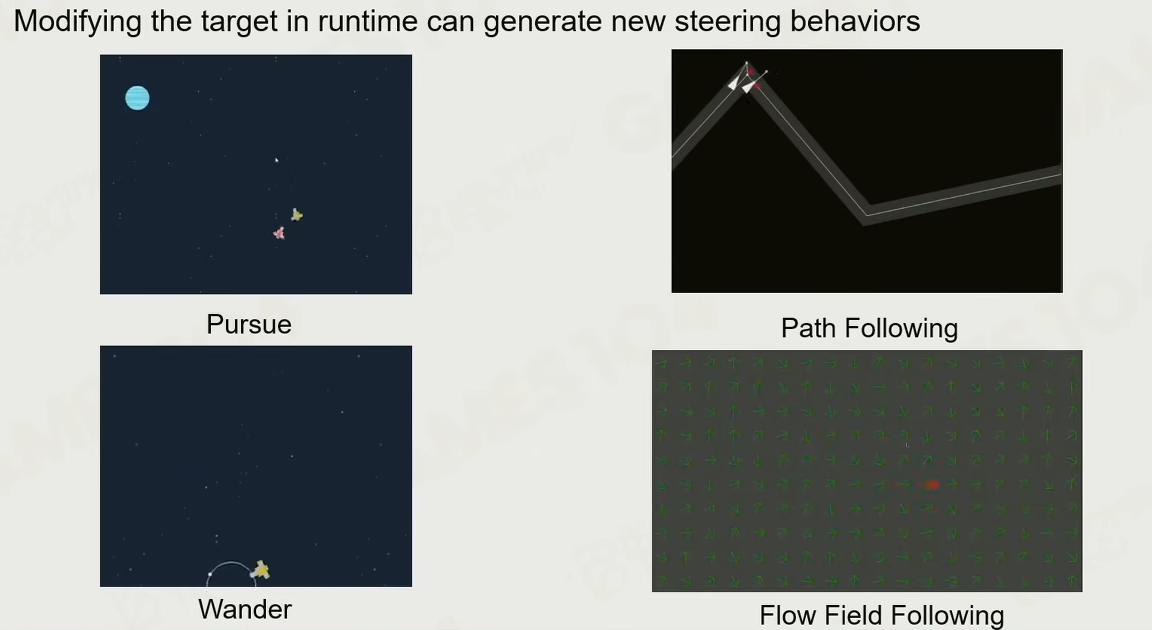 Modifying the target in runtime can generate new steering behaviors
Pursue
Path Following
Wander
Flow Field Following